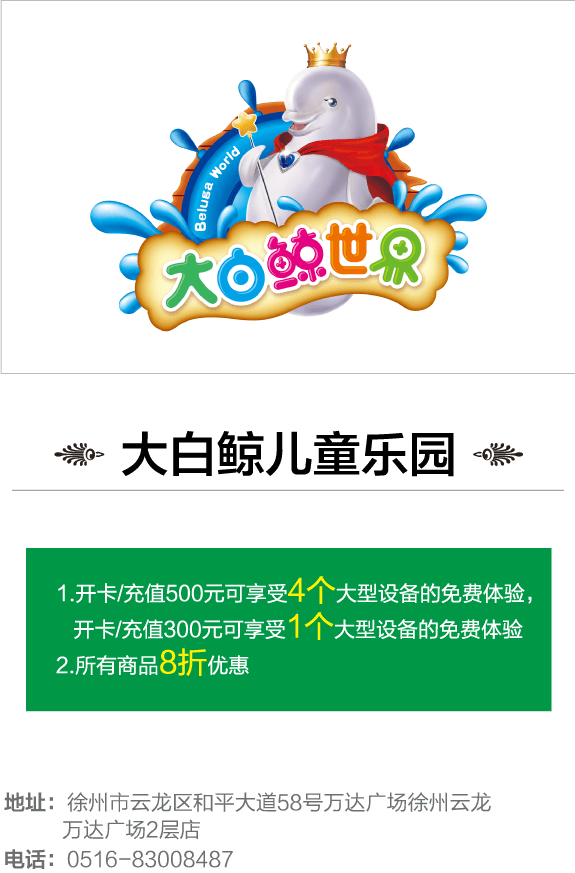 Beluga World
大白鲸世界
大白鲸儿童乐园
1.开卡/充值500元可享受4个大型设备的免费体验，
开卡/充值300元可享受1个大型设备的免费体验
2.所有商品8折优惠
地址：徐州市云龙区和平大道58号万达广场徐州云龙
万达广场2层店
电话：0516-83008487